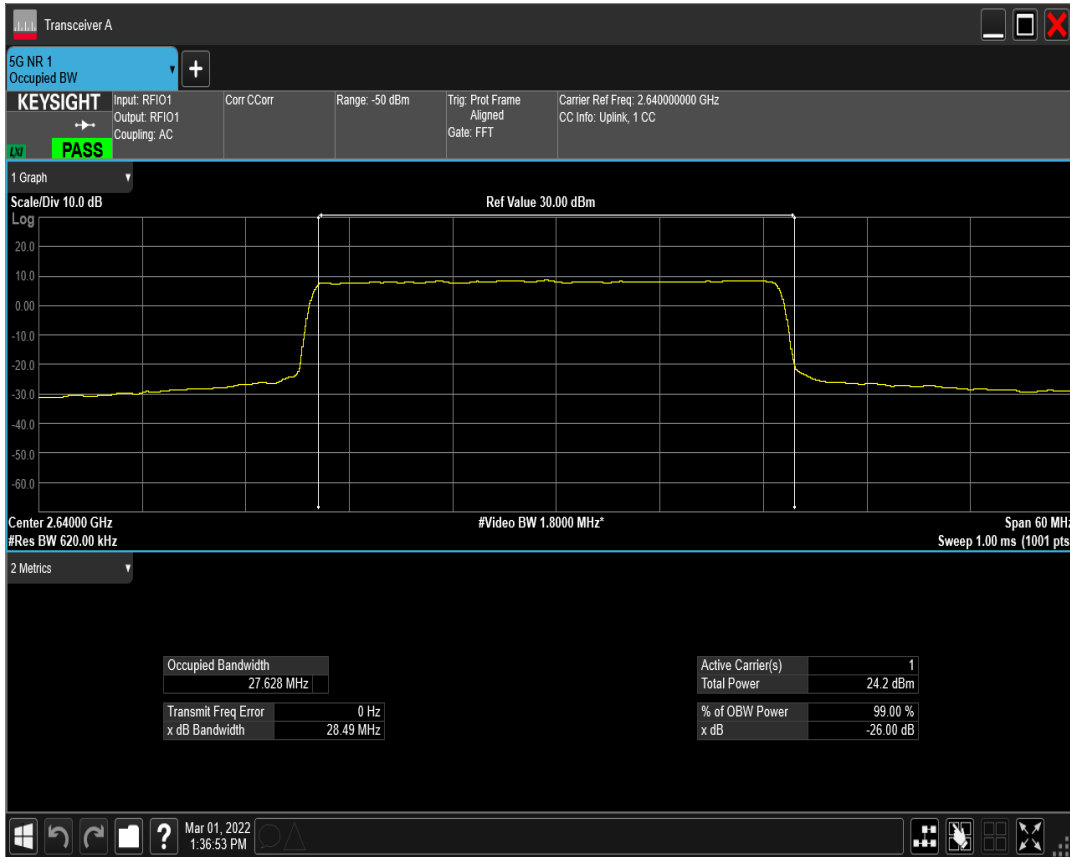 Transceiver A
5G NR 1
Occupied BW
+
KEYSIGHT
LXI
PASS
Input: RFIO1
Output: RFIO1
Coupling: AC
Corr CCorr
Range: -50 dBm
Trig: Prot Frame
Aligned
Gate: FFT
Carrier Ref Freq: 2.640000000 GHz
CC Info: Uplink, 1 CC
1 Graph
Scale/Div 10.0 dB
Ref Value 30.00 dBm
Log
20.0
10.0
0.00
-10.0
-20.0
-30.0
-40.0
-50.0
-60.0
Center 2.64000 GHz
#Video BW 1.8000 MHz*
Span 60 MHz
#Res BW 620.00 kHz
Sweep 1.00 ms (1001 pts
2 Metrics
Occupied Bandwidth
27.628 MHz
Transmit Freq Error 0 Hz
x dB Bandwidth 28.49 MHz
Active Carrier(s) 1
Total Power 24.2 dBm
% of OBW Power 99.00 %
x dB -26.00 dB
?
Mar 01, 2022
1:36:53 PM